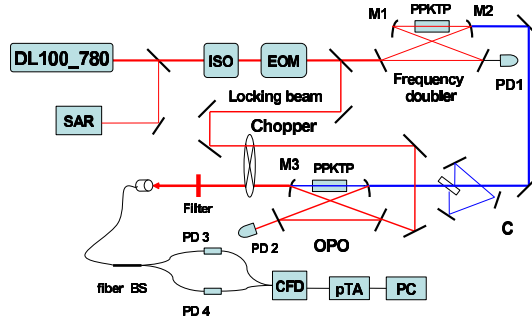 M1
PPKTP
M2
DL100_780
ISO
EOM
Frequency
doubler
PD1
SAR
Locking beam
Chopper
M3
PPKTP
Filter
PD 2
OPO
C
PD 3
fiber BS
PD 4
CFD
pTA
PC